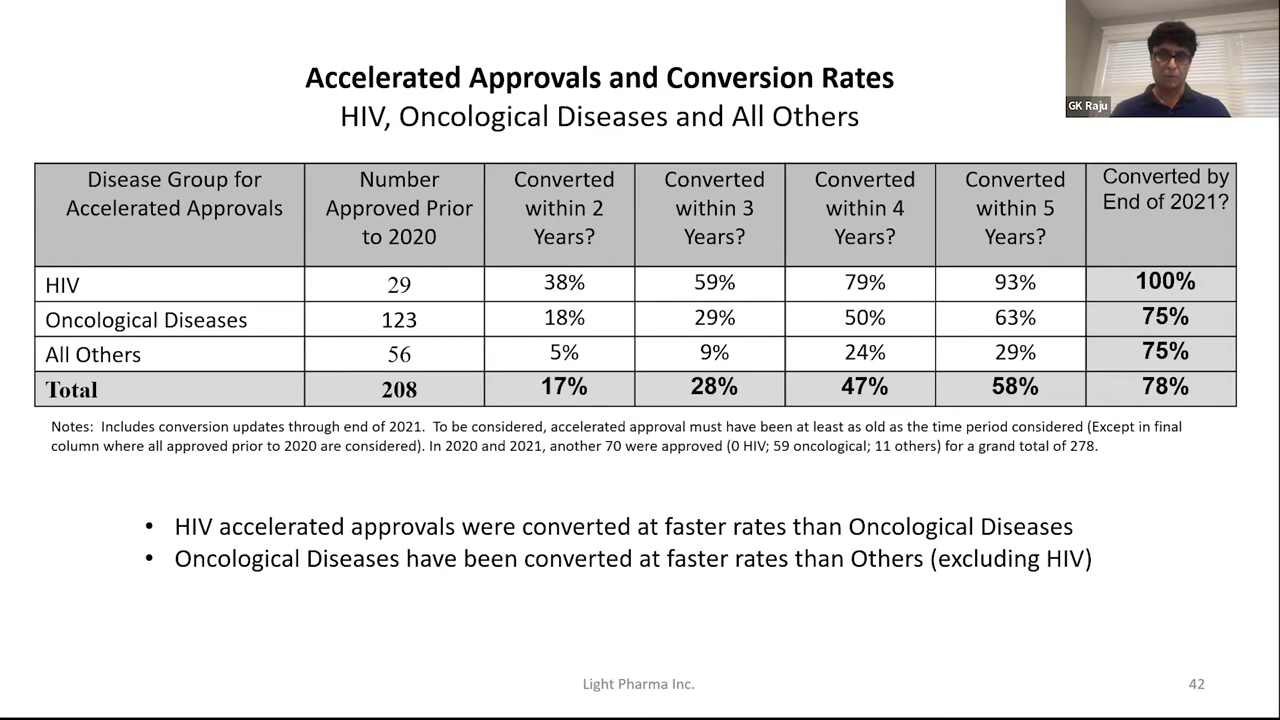 GK Raju
Accelerated Approvals and Conversion Rates
HIV, Oncological Diseases and All Others
Disease Group for
Accelerated Approvals
Number
Approved Prior
to 2020
Converted
within 2
Years?
Converted
within 3
Years?
Converted
within 4
Years?
Converted
within 5
Years?
Converted by
End of 2021?
HIV 29 38% 59% 79% 93% 100%
Oncological Diseases 123 18% 29% 50% 63% 75%
All Others 56 5% 9% 24% 29% 75%
Total 208 17% 28% 47% 58% 78%
Notes: Includes conversion updates through end of 2021. To be considered, accelerated approval must have been at least as old as the time period considered (Except in final
column where all approved prior to 2020 are considered). In 2020 and 2021, another 70 were approved (0 HIV; 59 oncological; 11 others) for a grand total of 278.
• HIV accelerated approvals were converted at faster rates than Oncological Diseases
• Oncological Diseases have been converted at faster rates than Others (excluding HIV)
Light Pharma Inc.
42